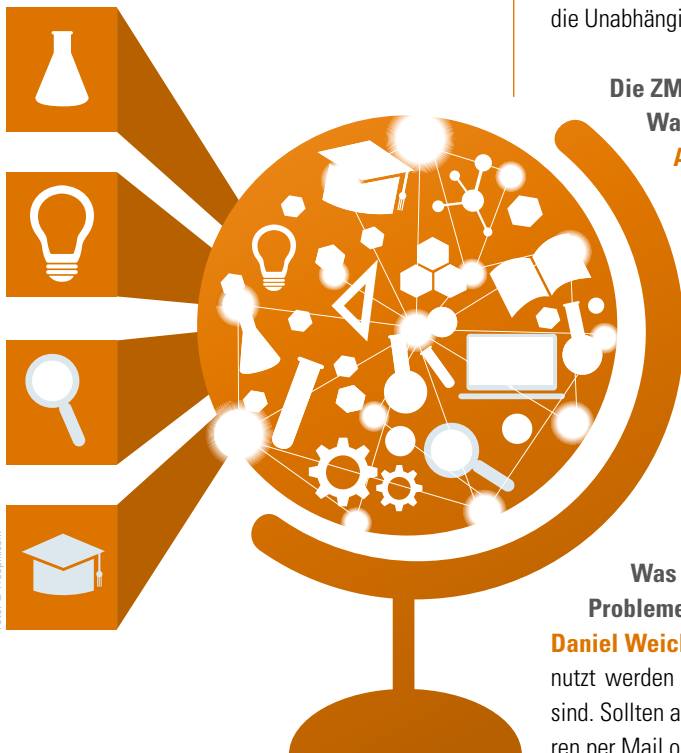 die Unabhängi
Die ZM
Wa
A
Was
Probleme
Daniel Weic
nutzt werden
sind. Sollten a
ren per Mail o